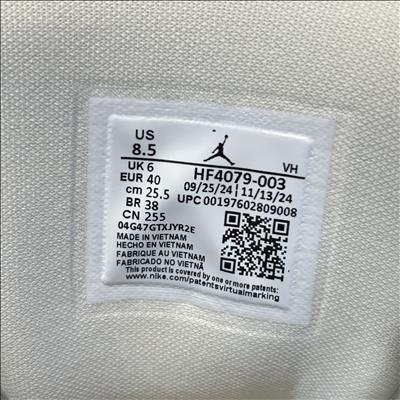 US
8.5
UK 6
EUR 40
cm 25.5
BR 38
CN 255
VH
HF4079-003
09/25/24 | 11/13/24
UPC 00197602809008
04G47GTXJYR2E
MADE IN VIETNAM
HECHO EN VIETNAM
FABRIQUE AU VIETNAM
FABRICADO NO VIETNÃ
This product is covered by one or more patents:
www.nike.com/patentsvirtualmarking